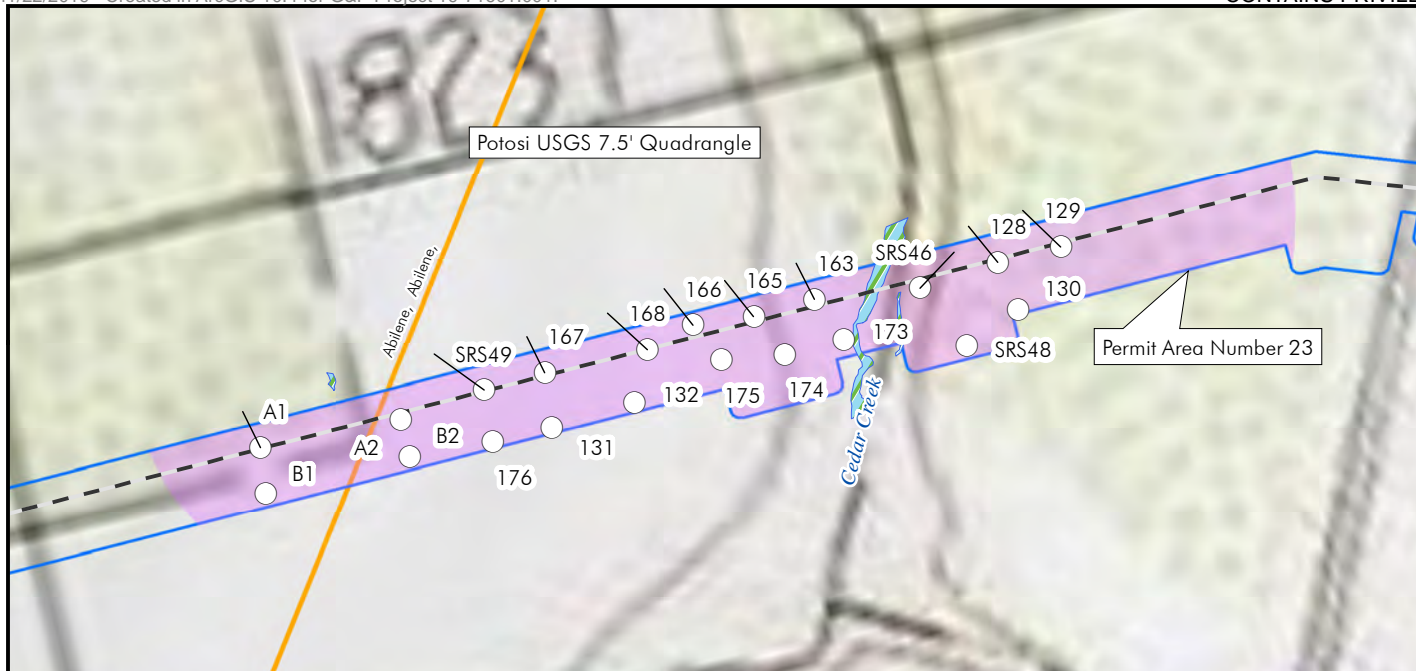 1823
Potosi USGS 7.5' Quadrangle
129
128
SRS46
163
Abilene, Abilene,
165
166
130
168
173
167
Permit Area Number 23
SRS48
SRS49
174
175
132
A1
B2
A2
131
B1
176
Cedar Creek